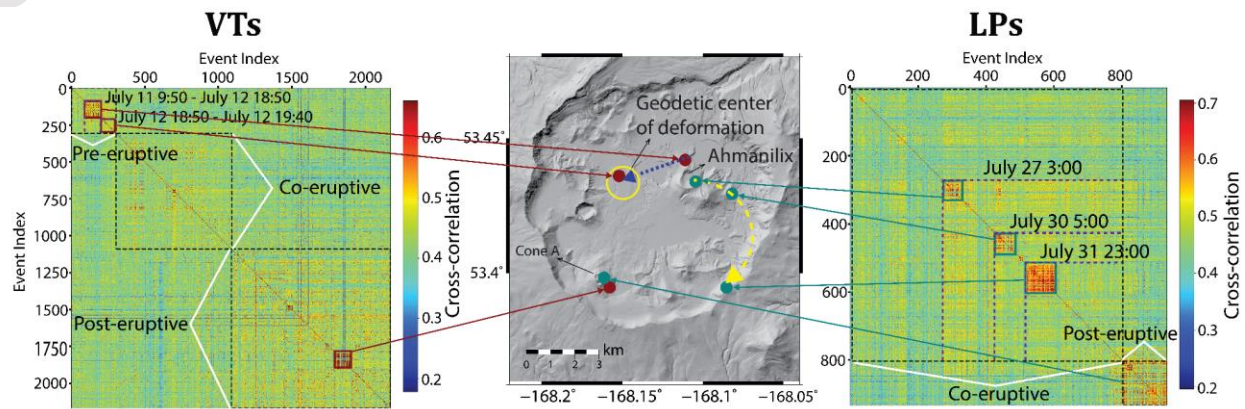 VTs
LPs
Event Index
0
500
1000
1500
2000
0
250
500
750
1000
1250
1500
1750
2000
Event Index
July 11 9:50 - July 12 18:50
July 12 18:50 - July 12 19:40
Pre-eruptive
Co-eruptive
Post-eruptive
0.6
0.5
0.4
0.3
0.2
Cross-correlation
Geodetic center
of deformation
Ahmanilix
Cone A
53.45°
53.4°
0 1 2 3
km
−168.2°
−168.15°
−168.1°
−168.05°
Event Index
0
200
400
600
800
0
200
400
600
800
July 27 3:00
July 30 5:00
July 31 23:00
Post-eruptive
Co-eruptive
0.7
0.6
0.5
0.4
0.3
0.2
Cross-correlation